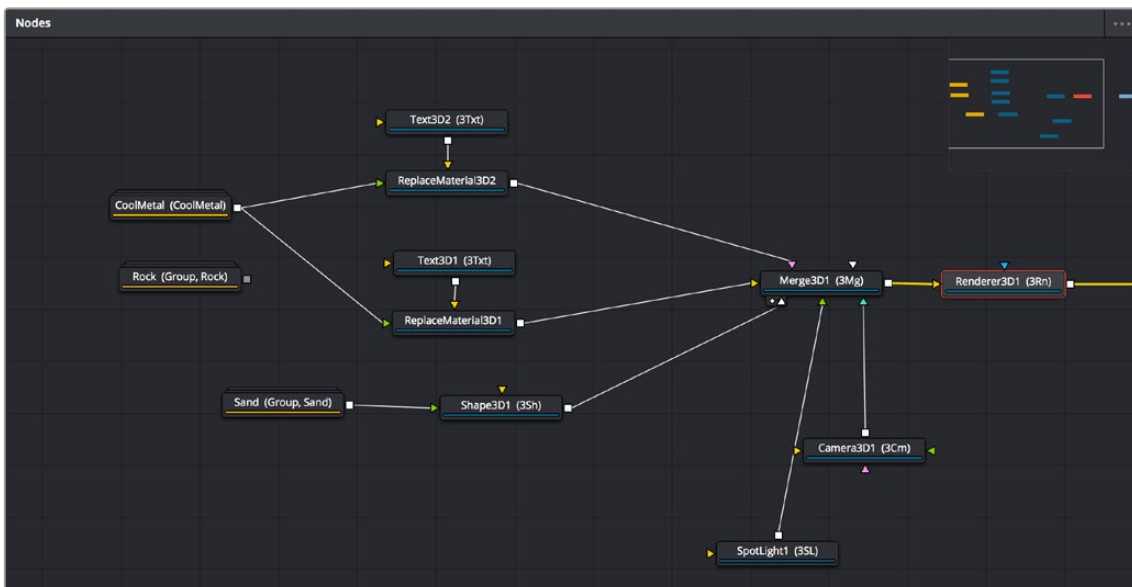 Nodes
Text3D2 (3Txt)
ReplaceMaterial3D2
CoolMetal (CoolMetal)
Text3D1 (3Txt)
Rock (Group, Rock)
Merge3D1 (3Mg)
Renderer3D1 (3Rn)
ReplaceMaterial3D1
Sand (Group, Sand)
Shape3D1 (3Sh)
Camera3D1 (3Cm)
SpotLight1 (3SL)